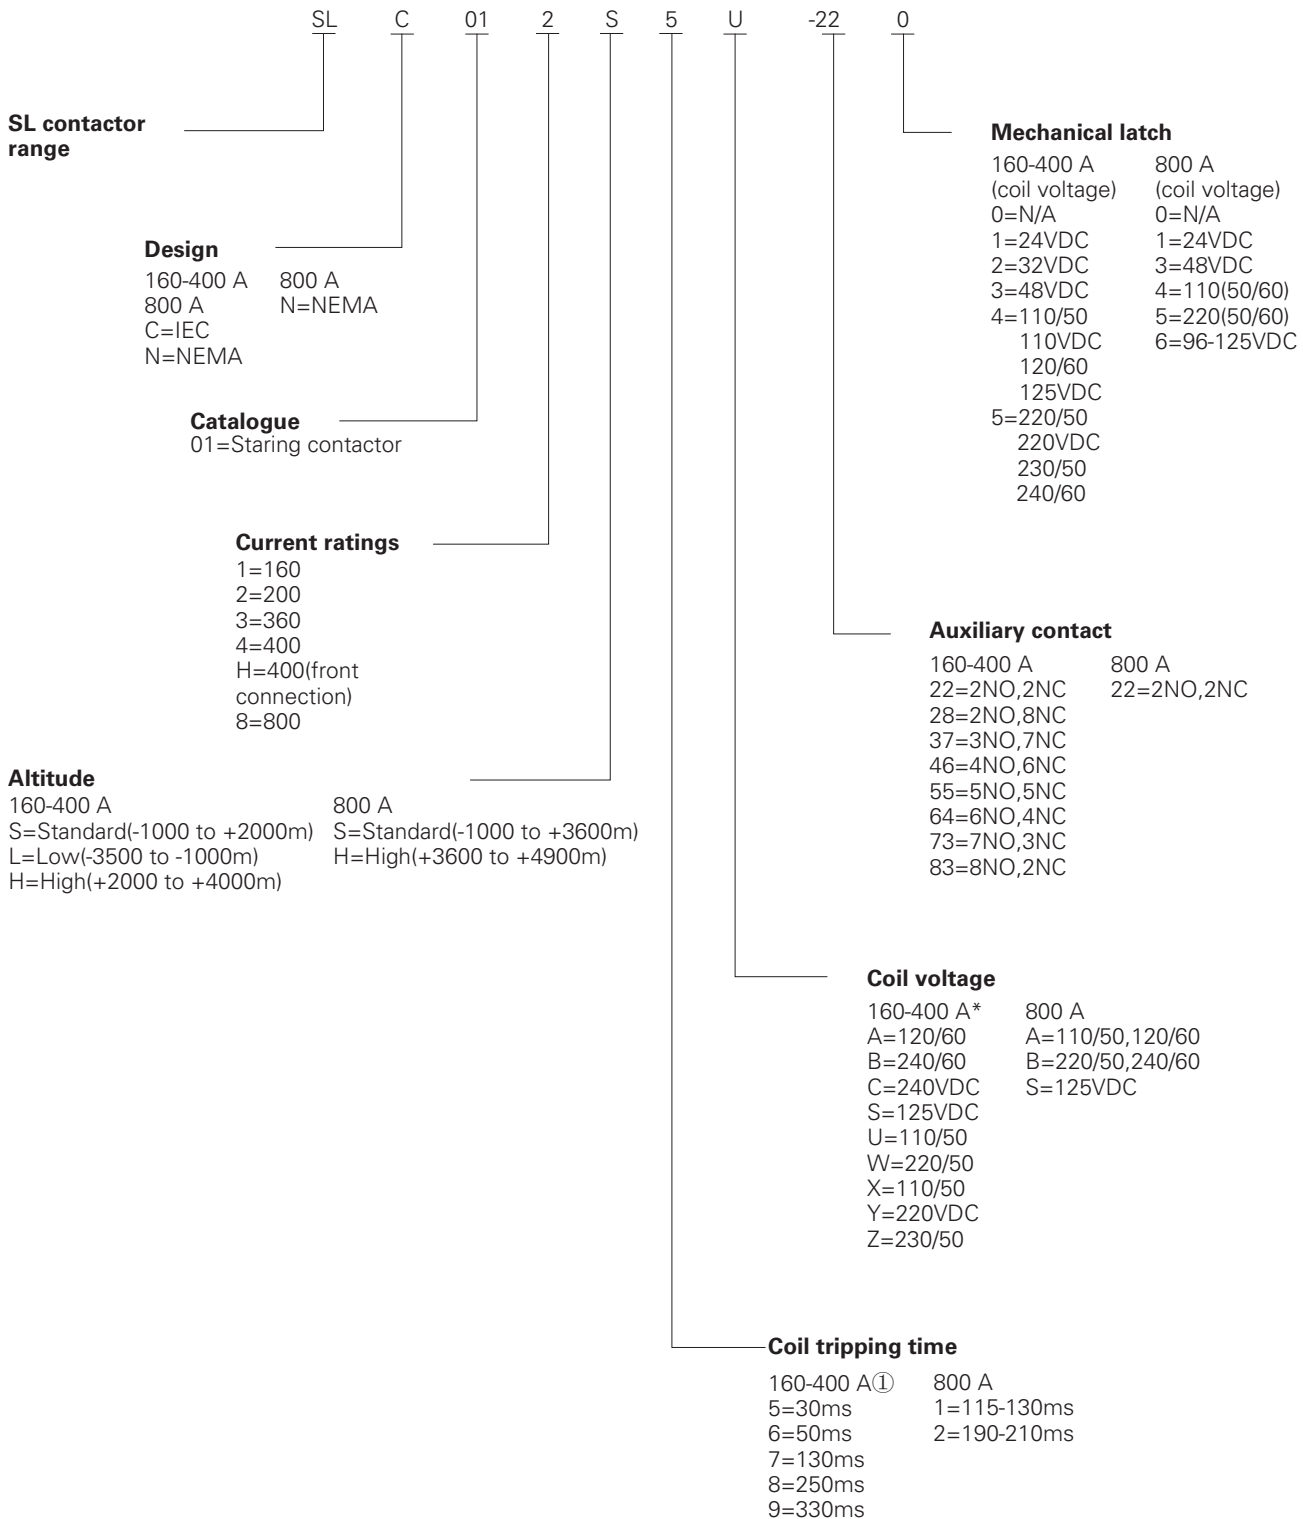 SL C 01 2 S 5 U -22 0
SL contactor
range
Mechanical latch
160-400 A 800 A
(coil voltage) (coil voltage)
0=N/A 0=N/A
1=24VDC 1=24VDC
2=32VDC 3=48VDC
3=48VDC 4=110(50/60)
4=110/50 5=220(50/60)
110VDC 6=96-125VDC
120/60
125VDC
5=220/50
220VDC
230/50
240/60
Design
160-400 A 800 A
800 A N=NEMA
C=IEC
N=NEMA
Catalogue
01=Staring contactor
Current ratings
1=160
2=200
3=360
4=400
H=400(front
connection)
8=800
Auxiliary contact
160-400 A 800 A
22=2NO,2NC 22=2NO,2NC
28=2NO,8NC
37=3NO,7NC
46=4NO,6NC
55=5NO,5NC
64=6NO,4NC
73=7NO,3NC
83=8NO,2NC
Altitude
160-400 A 800 A
S=Standard(-1000 to +2000m) S=Standard(-1000 to +3600m)
L=Low(-3500 to -1000m) H=High(+3600 to +4900m)
H=High(+2000 to +4000m)
Coil voltage
160-400 A* 800 A
A=120/60 A=110/50,120/60
B=240/60 B=220/50,240/60
C=240VDC S=125VDC
S=125VDC
U=110/50
W=220/50
X=110/50
Y=220VDC
Z=230/50
Coil tripping time
160-400 A① 800 A
5=30ms 1=115-130ms
6=50ms 2=190-210ms
7=130ms
8=250ms
9=330ms